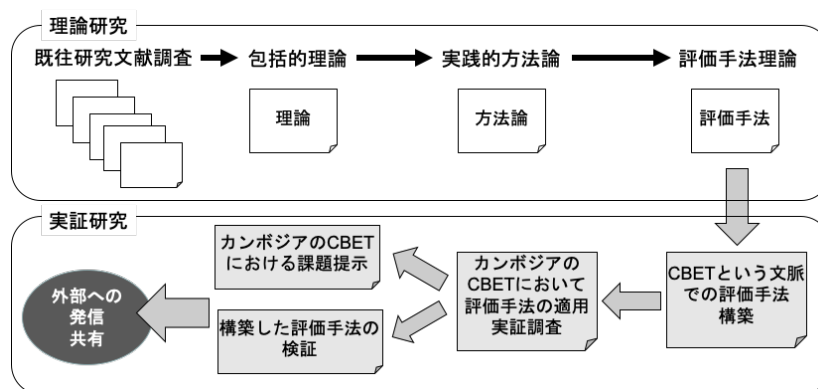 理論研究
既往研究文献調査
包括的理論
実践的方法論
評価手法理論
理論
方法論
評価手法
実証研究
カンボジアのCBET
における課題提示
カンボジアの
CBETにおいて
評価手法の適用
実証調査
CBETという文脈
での評価手法
構築
外部への
発信
共有
構築した評価手法の
検証